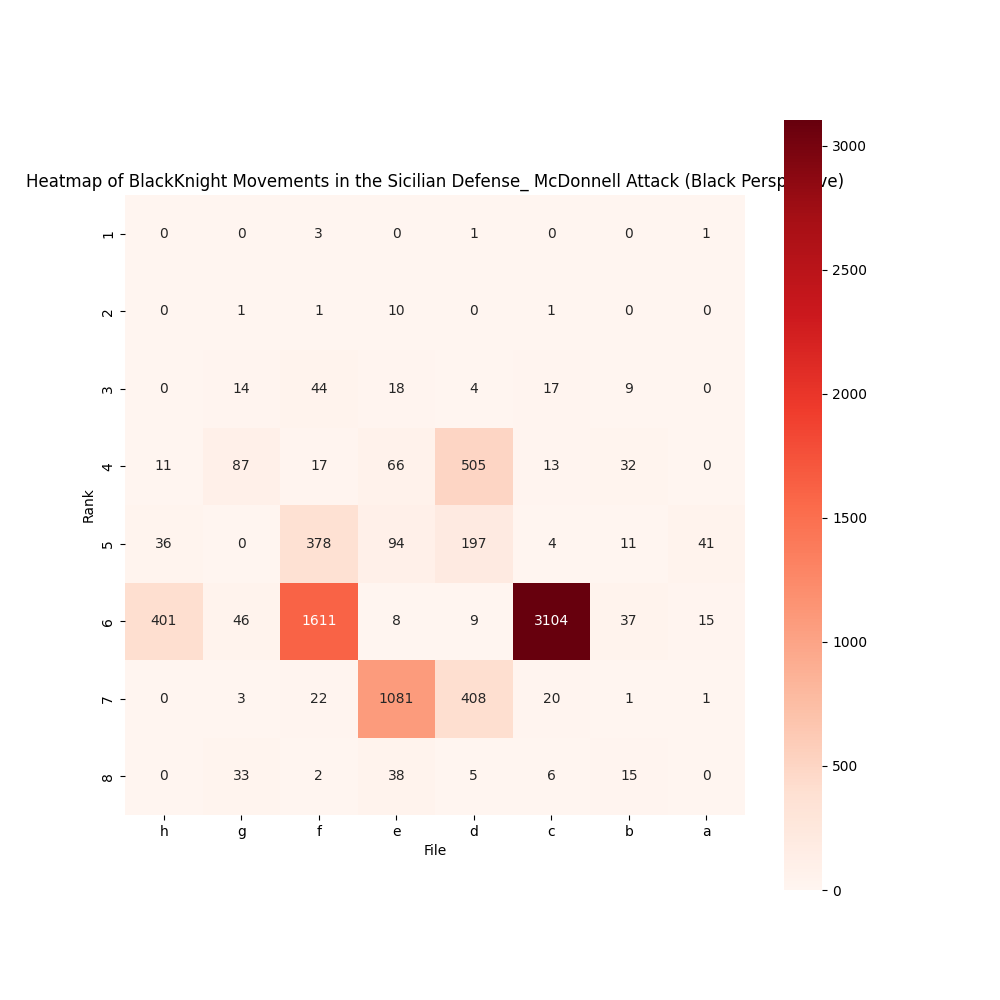 Heatmap of BlackKnight Movements in the Sicilian Defense_ McDonnell Attack (Black Persp ve)
3000
2500
2000
1500
1000
500
0
Rank
1 0 0 3 0 1 0 0 1
2 0 1 1 10 0 1 0 0
3 0 14 44 18 4 17 9 0
4 11 87 17 66 505 13 32 0
5 36 0 378 94 197 4 11 41
6 401 46 1611 8 9 3104 37 15
7 0 3 22 1081 408 20 1 1
8 0 33 2 38 5 6 15 0
h g f e d c b a
File